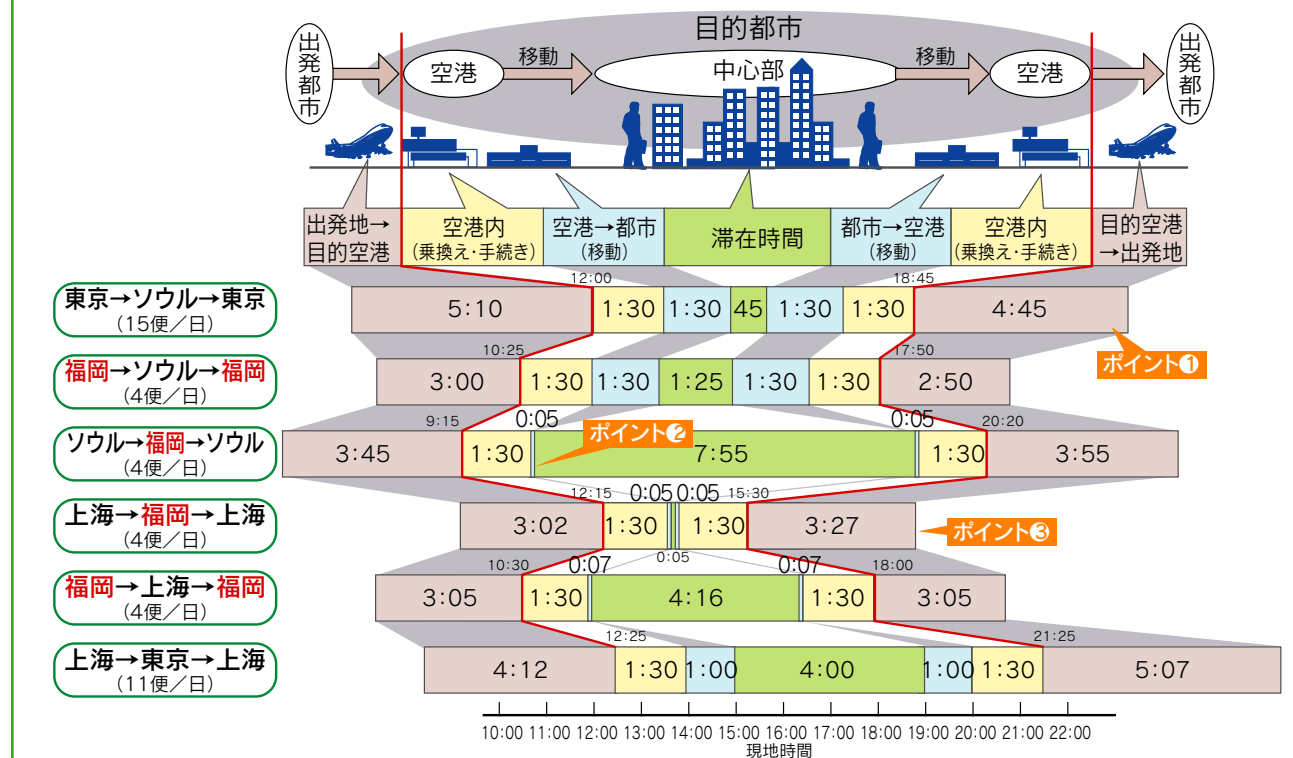 目的都市
出発都市
空港
移動
中心部
移動
空港
出発都市
出発地→
目的空港
空港内
(乗換え・手続き)
空港→都市
(移動)
滞在時間
都市→空港
(移動)
空港内
(乗換え・手続き)
目的空港
→出発地
東京→ソウル→東京
(15便/日)
12:00
18:45
5:10
1:30
1:30
45
1:30
1:30
4:45
ポイント❶
福岡→ソウル→福岡
(4便/日)
10:25
17:50
3:00
1:30
1:30
1:25
1:30
1:30
2:50
ソウル→福岡→ソウル
(4便/日)
9:15
0:05
0:05
20:20
ポイント❷
3:45
1:30
7:55
1:30
3:55
上海→福岡→上海
(4便/日)
12:15
0:05
0:05
15:30
3:02
1:30
1:30
3:27
0:05
ポイント❸
福岡→上海→福岡
(4便/日)
10:30
0:07
0:07
18:00
3:05
1:30
4:16
1:30
3:05
上海→東京→上海
(11便/日)
12:25
21:25
4:12
1:30
1:00
4:00
1:00
1:30
5:07
10:00 11:00 12:00 13:00 14:00 15:00 16:00 17:00 18:00 19:00 20:00 21:00 22:00
現地時間